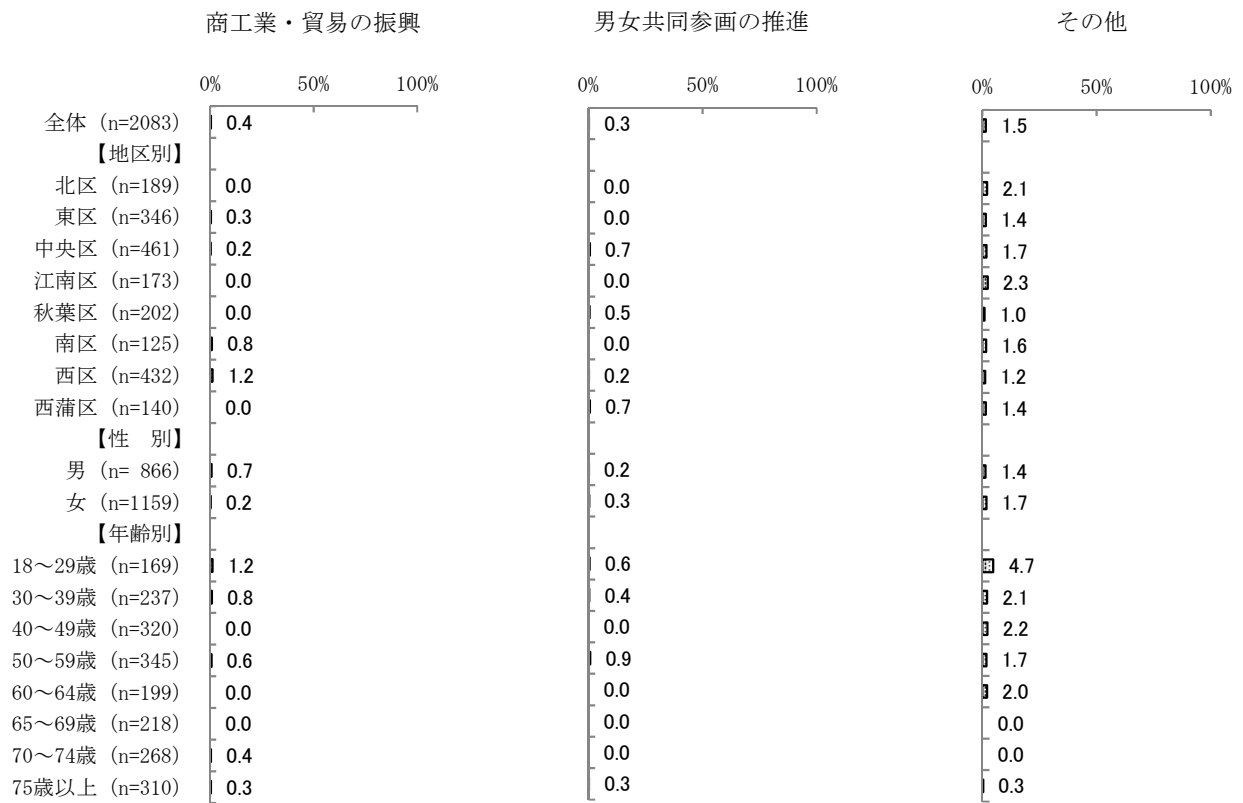 商工業・貿易の振興 男女共同参画の推進 その他
0% 50% 100% 0% 50% 100% 0% 50% 100%
全体 (n=2083) 0.4 0.3 1.5
【地区別】
北区 (n=189) 0.0 0.0 2.1
東区 (n=346) 0.3 0.0 1.4
中央区 (n=461) 0.2 0.7 1.7
江南区 (n=173) 0.0 0.0 2.3
秋葉区 (n=202) 0.0 0.5 1.0
南区 (n=125) 0.8 0.0 1.6
西区 (n=432) 1.2 0.2 1.2
西蒲区 (n=140) 0.0 0.7 1.4
【性　別】
男 (n= 866) 0.7 0.2 1.4
女 (n=1159) 0.2 0.3 1.7
【年齢別】
18～29歳 (n=169) 1.2 0.6 4.7
30～39歳 (n=237) 0.8 0.4 2.1
40～49歳 (n=320) 0.0 0.0 2.2
50～59歳 (n=345) 0.6 0.9 1.7
60～64歳 (n=199) 0.0 0.0 2.0
65～69歳 (n=218) 0.0 0.0 0.0
70～74歳 (n=268) 0.4 0.0 0.0
75歳以上 (n=310) 0.3 0.3 0.3